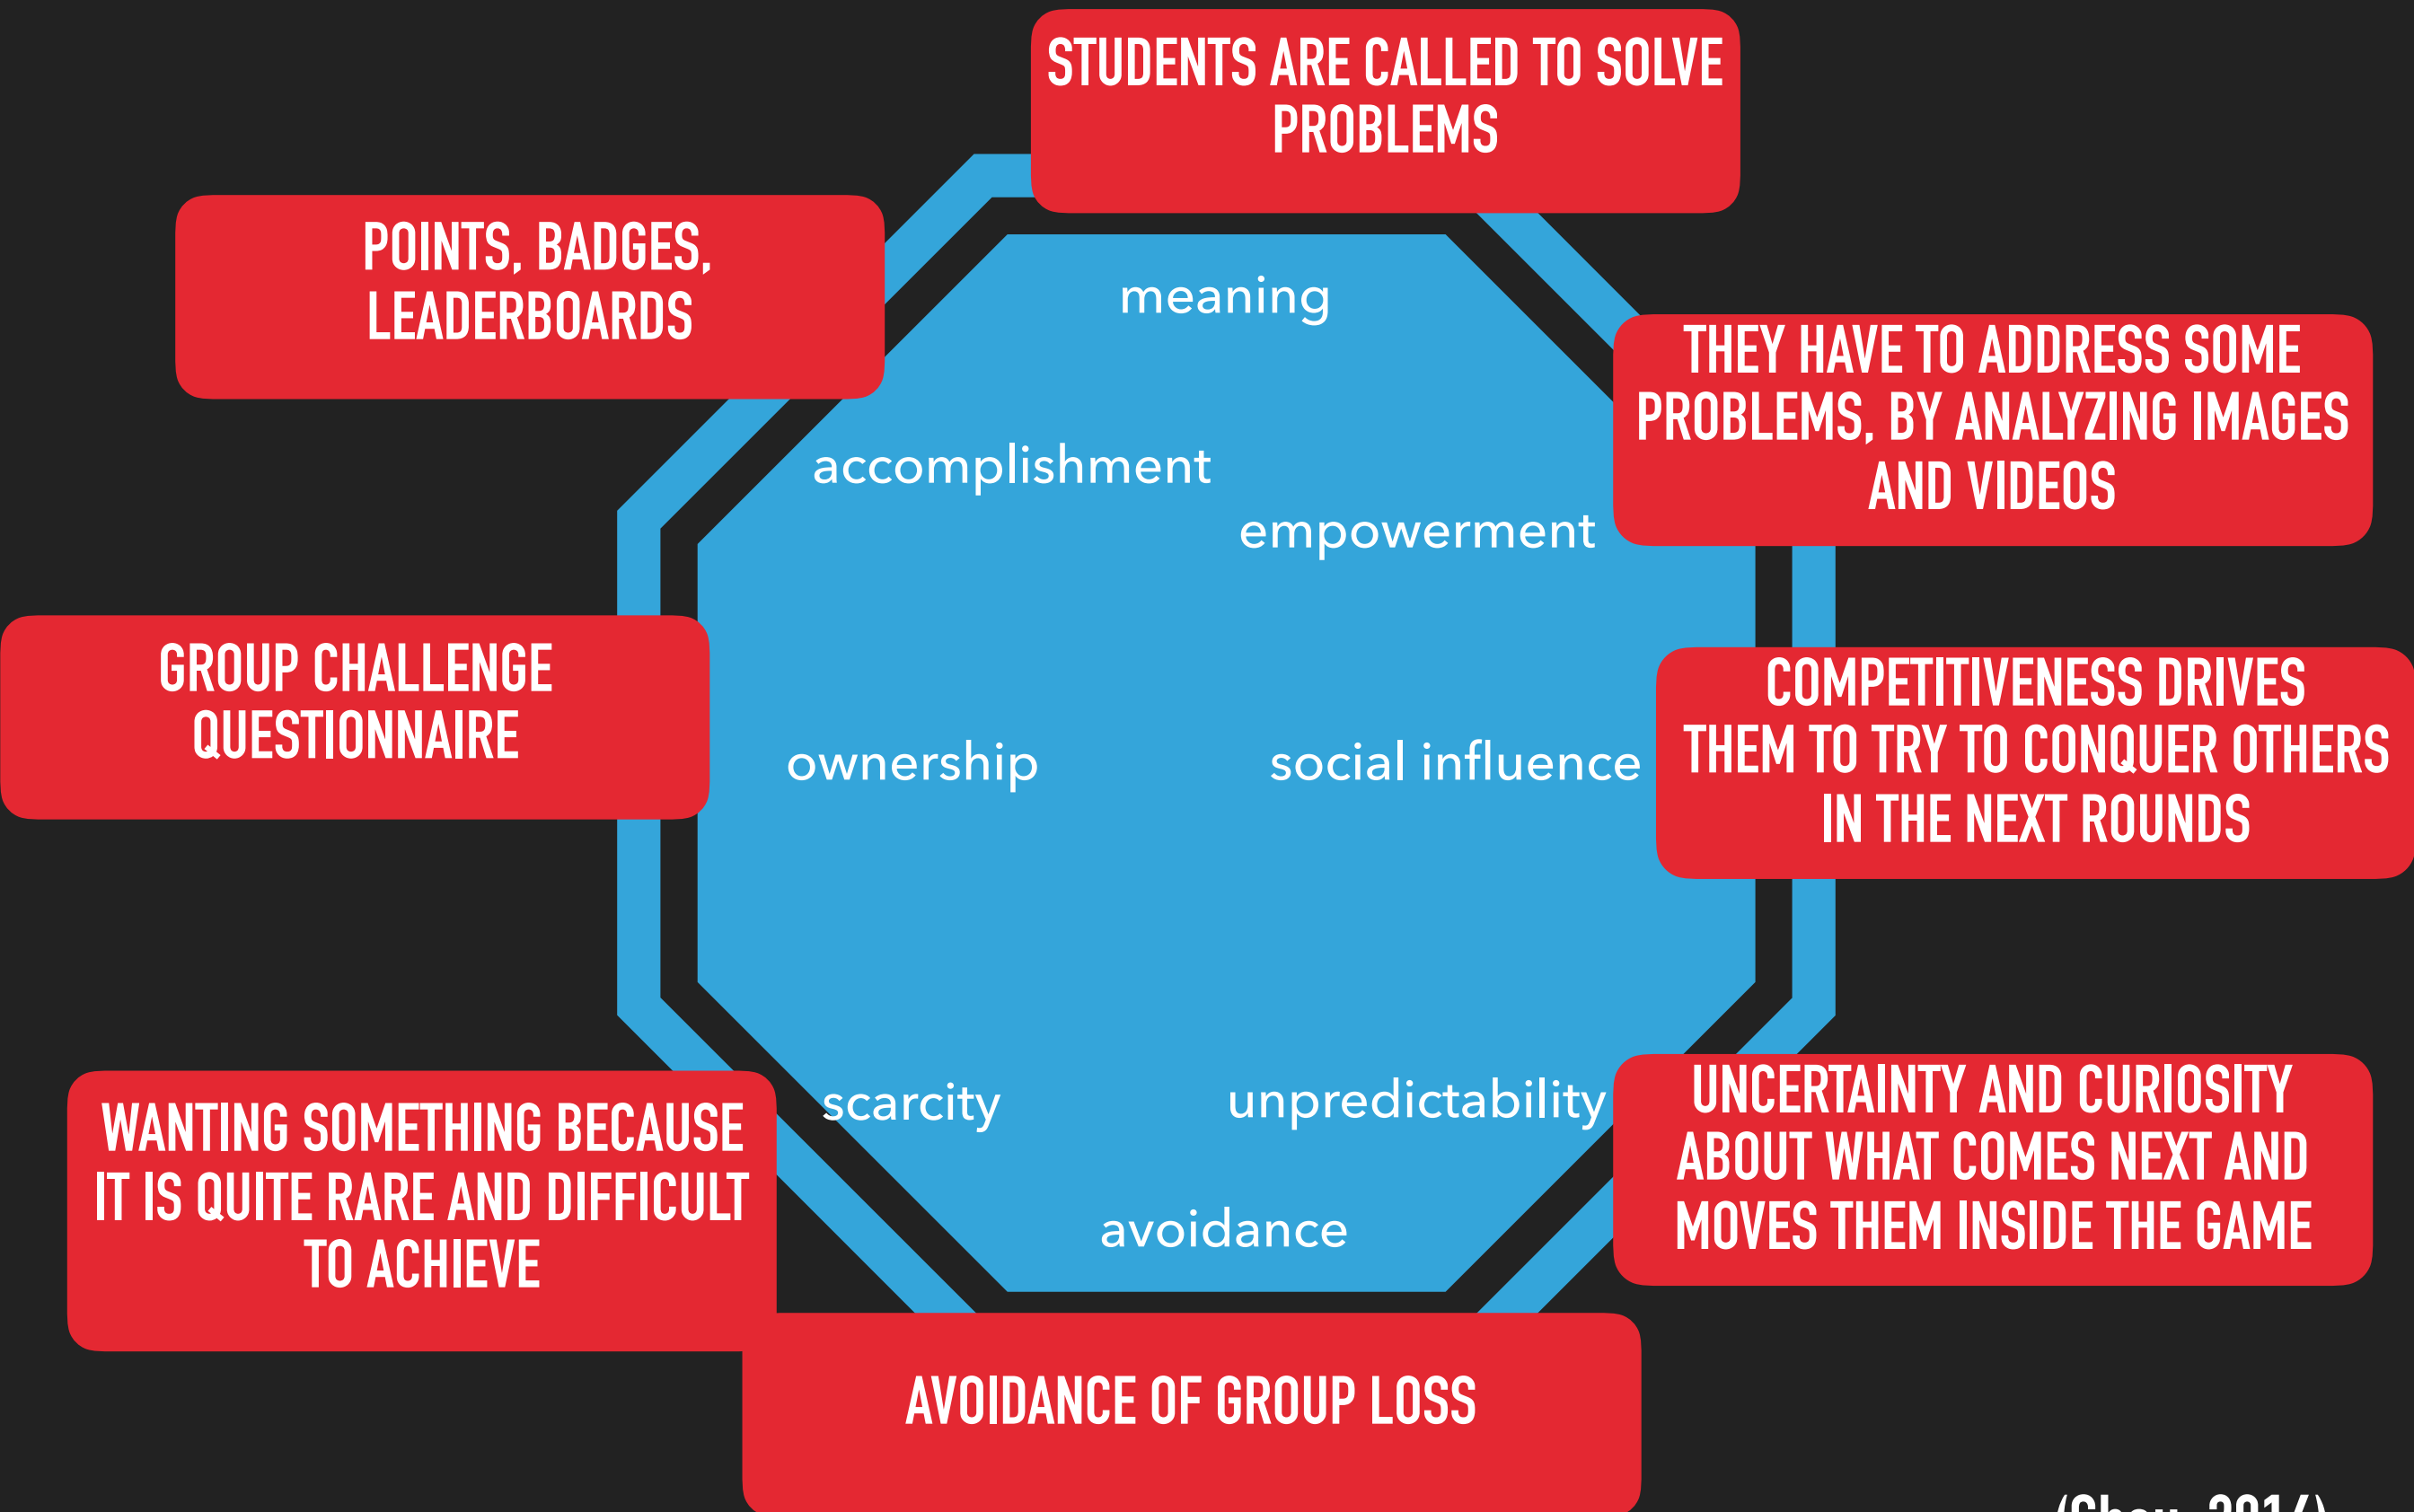 STUDENTS ARE CALLED TO SOLVE
PROBLEMS
POINTS, BADGES,
LEADERBOARDS
meaning
THEY HAVE TO ADDRESS SOME
PROBLEMS, BY ANALYZING IMAGES
AND VIDEOS
accomplishment
empowerment
GROUP CHALLENGE
QUESTIONNAIRE
ownership
social influence
COMPETITIVENESS DRIVES
THEM TO TRY TO CONQUER OTHERS
IN THE NEXT ROUNDS
scarcity
unpredictability
WANTING SOMETHING BECAUSE
IT IS QUITE RARE AND DIFFICULT
TO ACHIEVE
UNCERTAINTY AND CURIOSITY
ABOUT WHAT COMES NEXT AND
MOVES THEM INSIDE THE GAME
avoidance
AVOIDANCE OF GROUP LOSS